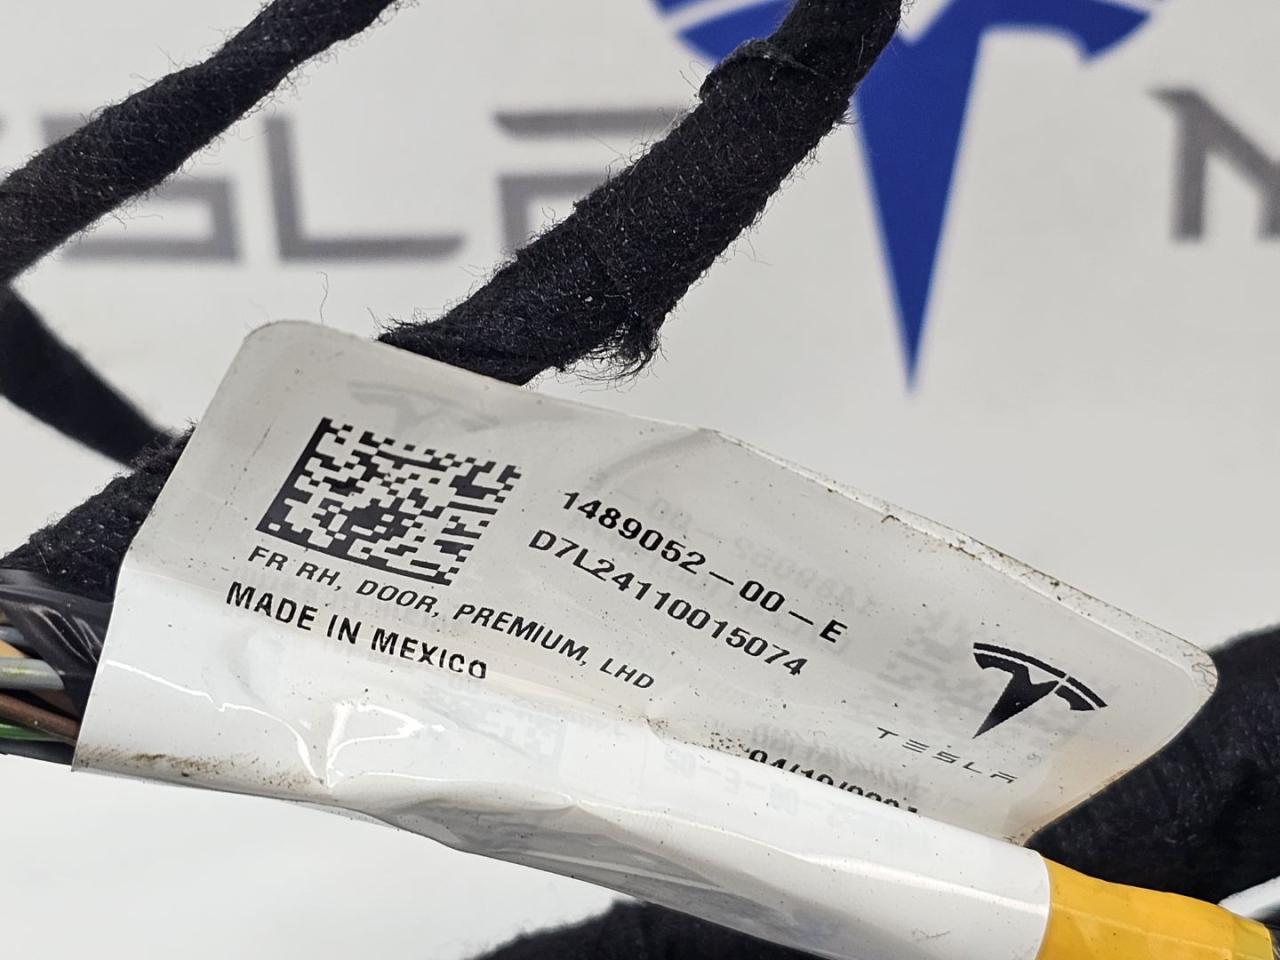 1489052-00-E
D7L24110015074
FR RH, DOOR, PREMIUM, LHD
MADE IN MEXICO
TESLA